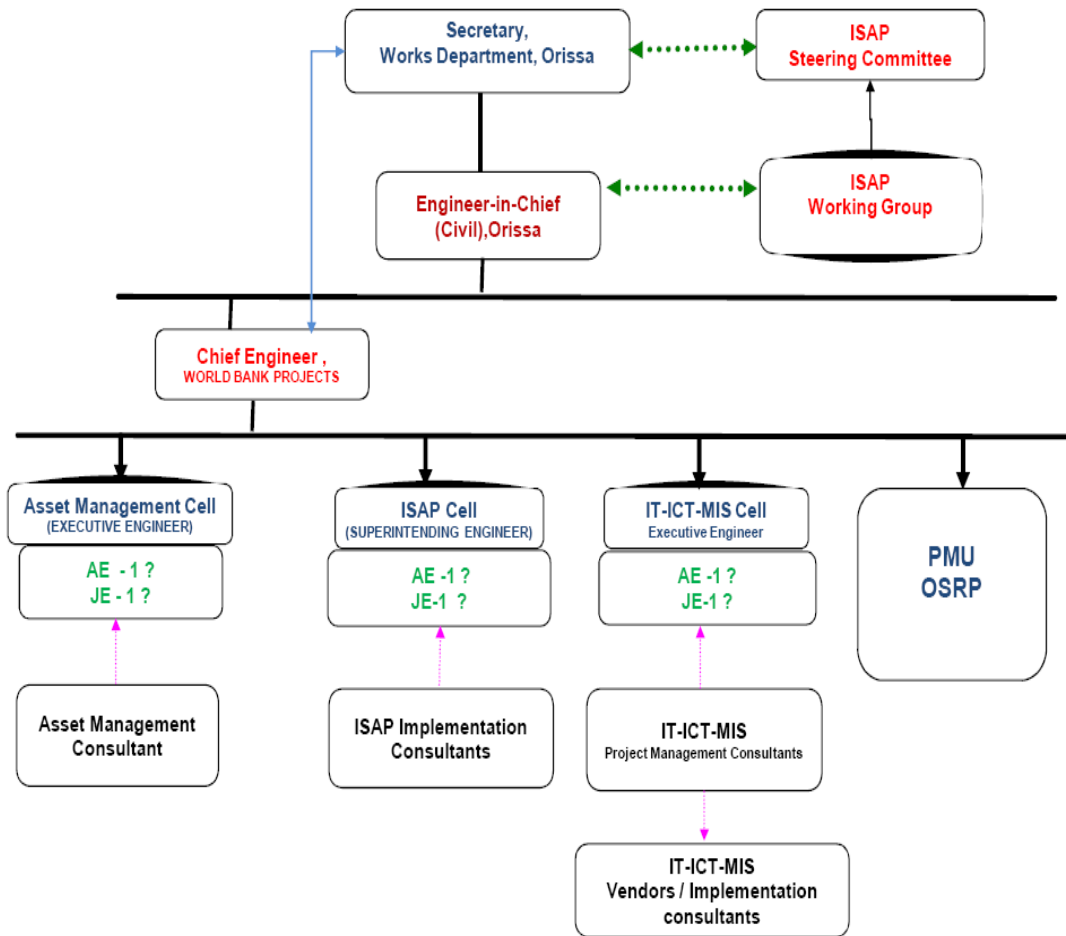 Secretary,
Works Department, Orissa
ISAP
Steering Committee
Engineer-in-Chief
(Civil),Orissa
ISAP
Working Group
Chief Engineer ,
WORLD BANK PROJECTS
Asset Management Cell
(EXECUTIVE ENGINEER)
AE - 1 ?
JE - 1 ?
ISAP Cell
(SUPERINTENDING ENGINEER)
AE -1 ?
JE-1 ?
IT-ICT-MIS Cell
Executive Engineer
AE -1 ?
JE-1 ?
PMU
OSRP
Asset Management
Consultant
ISAP Implementation
Consultants
IT-ICT-MIS
Project Management Consultants
IT-ICT-MIS
Vendors / Implementation
consultants